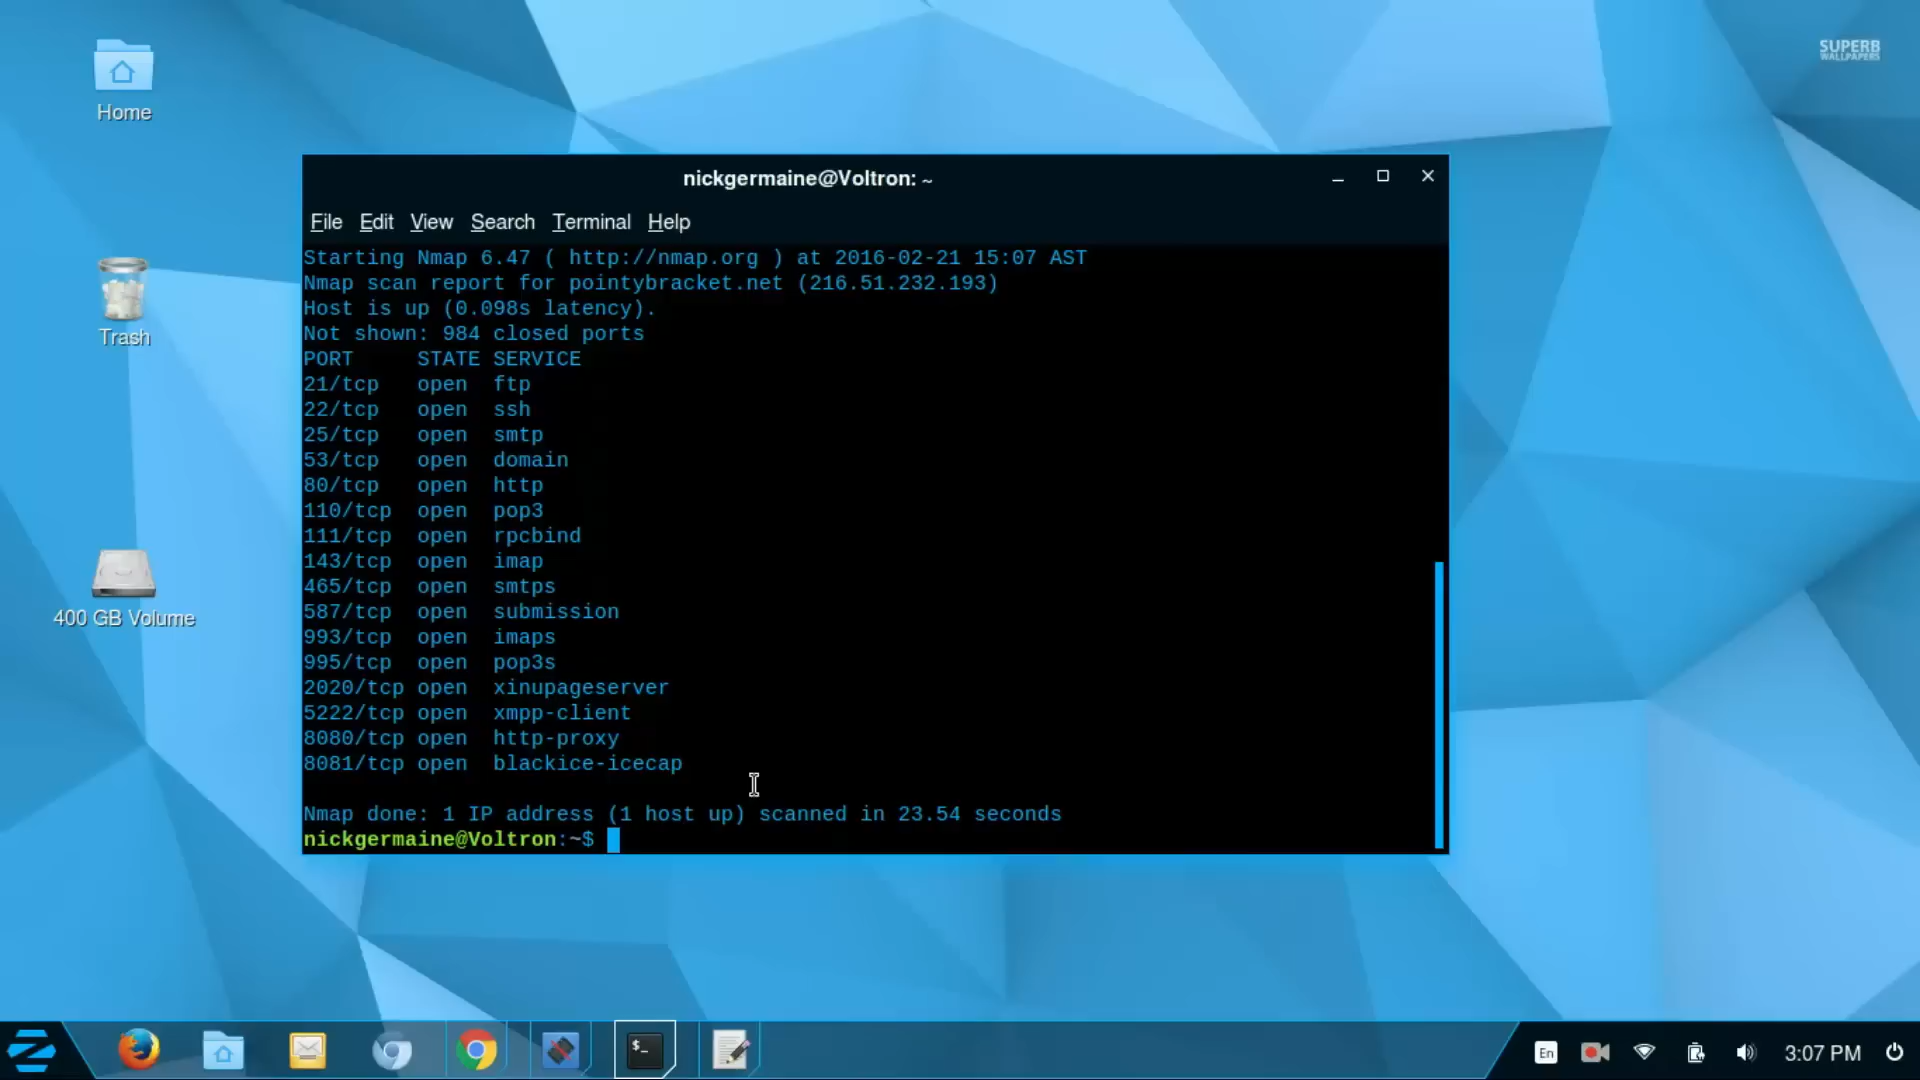 SUPERB
WALLPAPERS
Home
Trash
400 GB Volume
nickgermaine@Voltron: ~
File Edit View Search Terminal Help
Starting Nmap 6.47 ( http://nmap.org ) at 2016-02-21 15:07 AST
Nmap scan report for pointybracket.net (216.51.232.193)
Host is up (0.098s latency).
Not shown: 984 closed ports
PORT STATE SERVICE
21/tcp open ftp
22/tcp open ssh
25/tcp open smtp
53/tcp open domain
80/tcp open http
110/tcp open pop3
111/tcp open rpcbind
143/tcp open imap
465/tcp open smtps
587/tcp open submission
993/tcp open imaps
995/tcp open pop3s
2020/tcp open xinupageserver
5222/tcp open xmpp-client
8080/tcp open http-proxy
8081/tcp open blackice-icecap
Nmap done: 1 IP address (1 host up) scanned in 23.54 seconds
nickgermaine@Voltron:~$
$_
En
3:07 PM